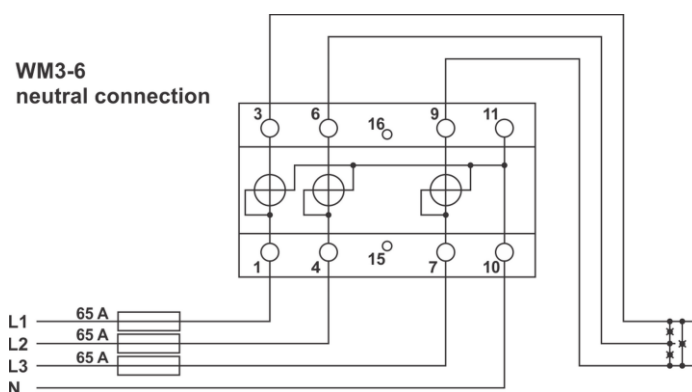 WM3-6
neutral connection
3 6 16 9 11
1 4 15 7 10
L1 65 A
L2 65 A
L3 65 A
N